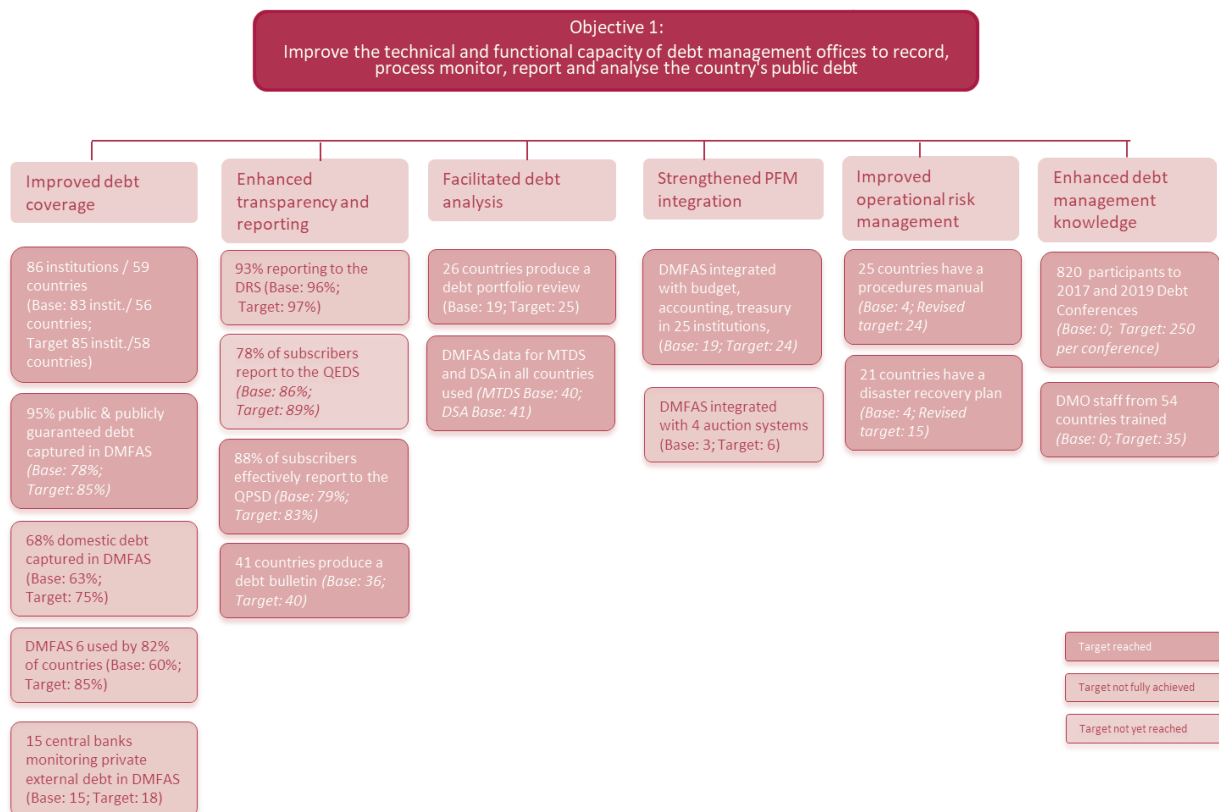 Objective 1:
Improve the technical and functional capacity of debt management offices to record,
process monitor, report and analyse the country's public debt
Improved debt
coverage
86 institutions / 59
countries
(Base: 83 instit./ 56
countries;
Target 85 instit./58
countries)
95% public & publicly
guaranteed debt
captured in DMFAS
(Base: 78%;
Target: 85%)
68% domestic debt
captured in DMFAS
(Base: 63%;
Target: 75%)
DMFAS 6 used by 82%
of countries (Base: 60%;
Target: 85%)
15 central banks
monitoring private
external debt in DMFAS
(Base: 15; Target: 18)
Enhanced
transparency and
reporting
93% reporting to the
DRS (Base: 96%;
Target: 97%)
78% of subscribers
report to the QEDS
(Base: 86%;
Target: 89%)
88% of subscribers
effectively report to the
QPSD (Base: 79%;
Target: 83%)
41 countries produce a
debt bulletin (Base: 36;
Target: 40)
Facilitated debt
analysis
26 countries produce a
debt portfolio review
(Base: 19; Target: 25)
DMFAS data for MTDS
and DSA in all countries
used (MTDS Base: 40;
DSA Base: 41)
Strengthened PFM
integration
DMFAS integrated
with budget,
accounting, treasury
in 25 institutions,
(Base: 19; Target: 24)
DMFAS integrated
with 4 auction systems
(Base: 3; Target: 6)
Improved
operational risk
management
25 countries have a
procedures manual
(Base: 4; Revised
target: 24)
21 countries have a
disaster recovery plan
(Base: 4; Revised
target: 15)
Enhanced debt
management
knowledge
820 participants to
2017 and 2019 Debt
Conferences
(Base: 0; Target: 250
per conference)
DMO staff from 54
countries trained
(Base: 0; Target: 35)
Target reached
Target not fully achieved
Target not yet reached